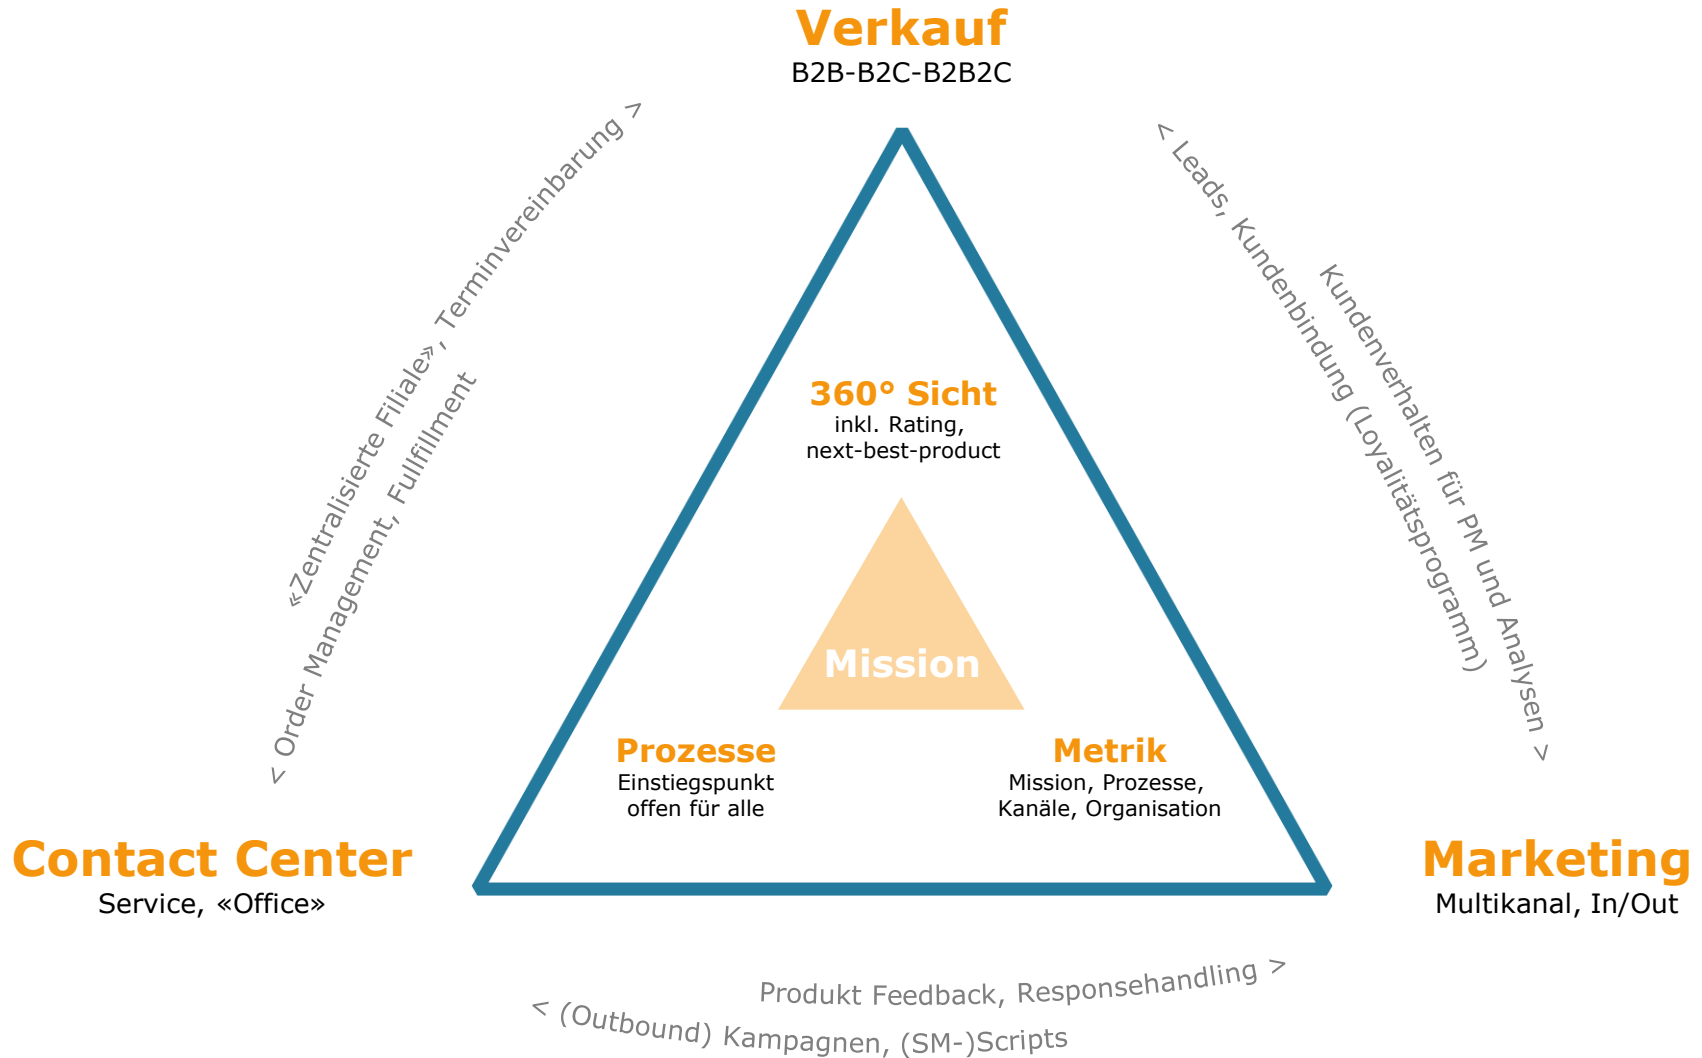 Verkauf
B2B-B2C-B2B2C
«Zentralisierte Filiale», Terminvereinbarung >
< Order Management, Fullfillment
< Leads, Kundenbindung (Loyalitätsprogramm)
Kundenverhalten für PM und Analysen >
360° Sicht
inkl. Rating,
next-best-product
Mission
Prozesse
Einstiegspunkt
offen für alle
Metrik
Mission, Prozesse,
Kanäle, Organisation
Contact Center
Service, «Office»
Marketing
Multikanal, In/Out
Produkt Feedback, Responsehandling >
< (Outbound) Kampagnen, (SM-)Scripts